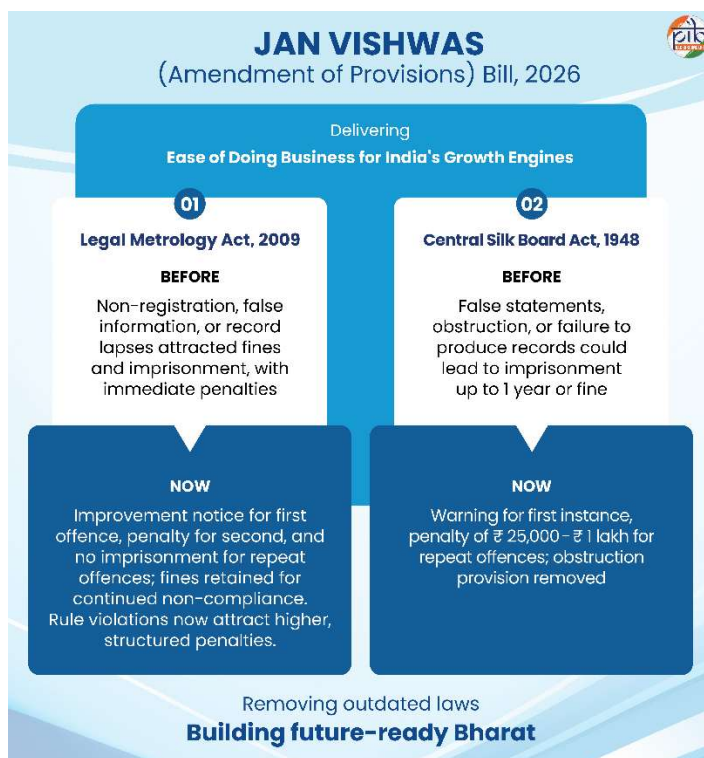 JAN VISHWAS
(Amendment of Provisions) Bill, 2026
pib
Delivering
Ease of Doing Business for India's Growth Engines
01
Legal Metrology Act, 2009
BEFORE
Non-registration, false
information, or record
lapses attracted fines
and imprisonment, with
immediate penalties
NOW
Improvement notice for first
offence, penalty for second, and
no imprisonment for repeat
offences; fines retained for
continued non-compliance.
Rule violations now attract higher,
structured penalties.
02
Central Silk Board Act, 1948
BEFORE
False statements,
obstruction, or failure to
produce records could
lead to imprisonment
up to 1 year or fine
NOW
Warning for first instance,
penalty of ₹ 25,000 - ₹ 1 lakh for
repeat offences; obstruction
provision removed
Removing outdated laws
Building future-ready Bharat